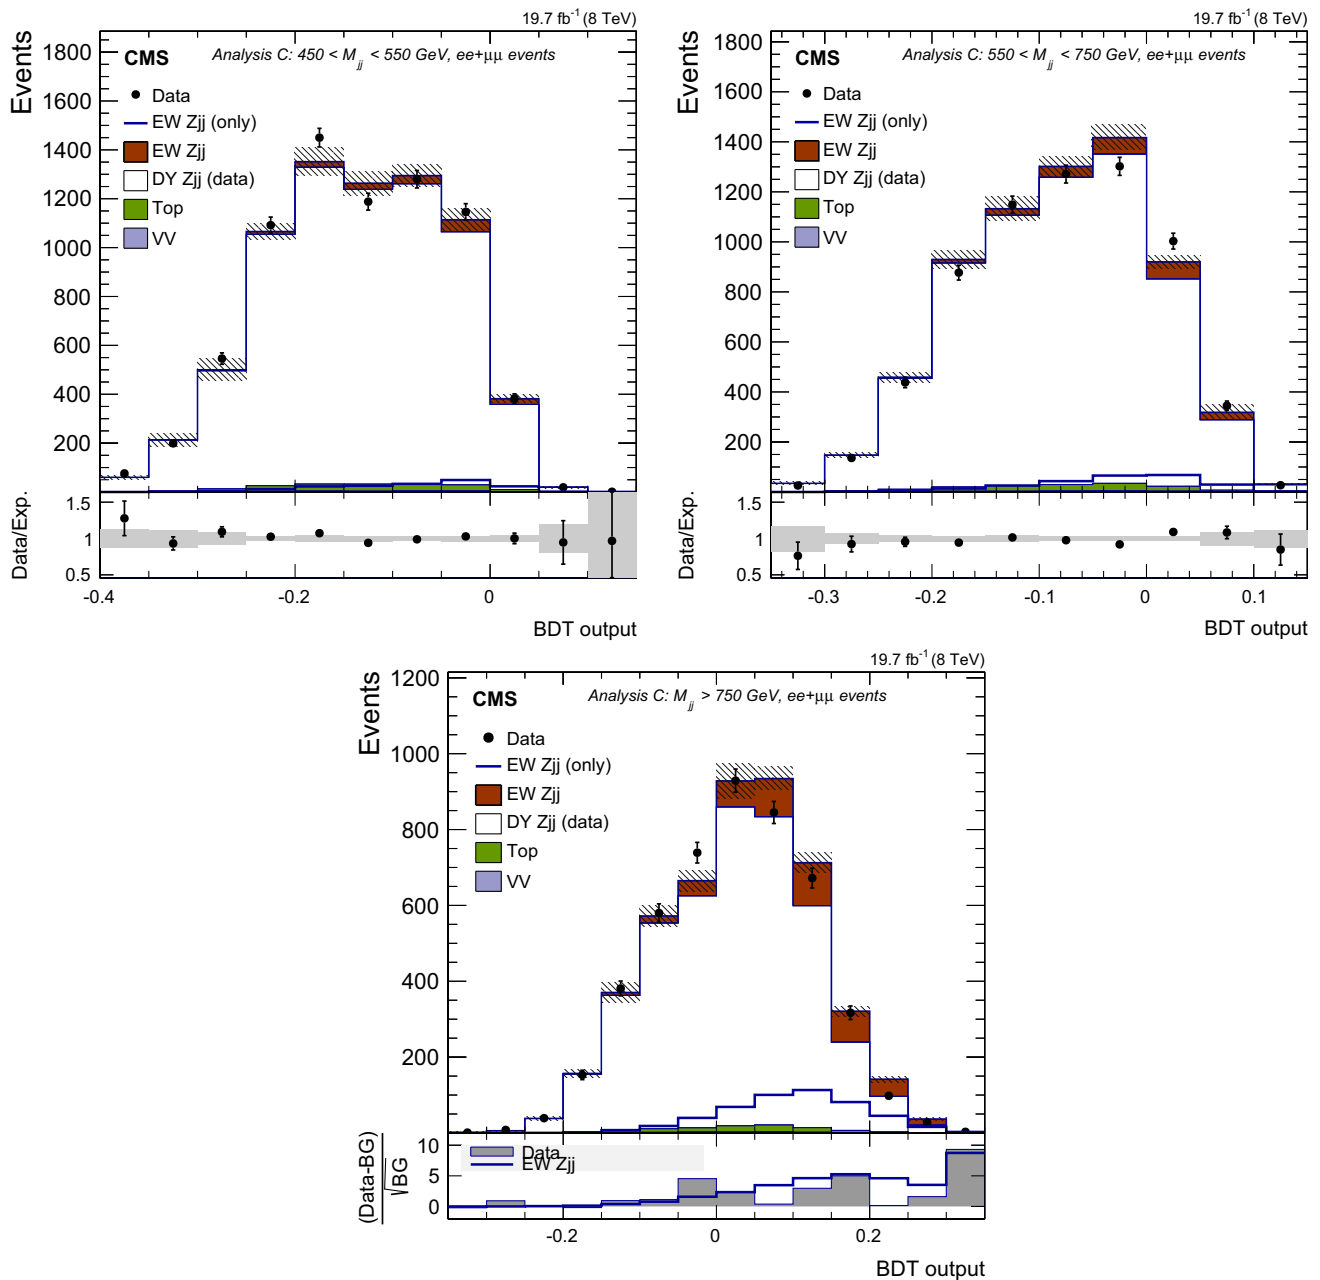 19.7 fb⁻¹ (8 TeV)
Events
CMS
Analysis C: 450 < M_jj < 550 GeV, ee+μμ events
Data
EW Zjj (only)
EW Zjj
DY Zjj (data)
Top
VV
1800
1600
1400
1200
1000
800
600
400
200
Data/Exp.
1.5
1
0.5
-0.4
-0.2
0
BDT output
19.7 fb⁻¹ (8 TeV)
Events
CMS
Analysis C: 550 < M_jj < 750 GeV, ee+μμ events
Data
EW Zjj (only)
EW Zjj
DY Zjj (data)
Top
VV
1800
1600
1400
1200
1000
800
600
400
200
Data/Exp.
1.5
1
0.5
-0.3
-0.2
-0.1
0
0.1
BDT output
19.7 fb⁻¹ (8 TeV)
Events
CMS
Analysis C: M_jj > 750 GeV, ee+μμ events
Data
EW Zjj (only)
EW Zjj
DY Zjj (data)
Top
VV
1200
1000
800
600
400
200
(Data-BG)
√BG
Data
EW Zjj
10
5
0
-0.2
0
0.2
BDT output